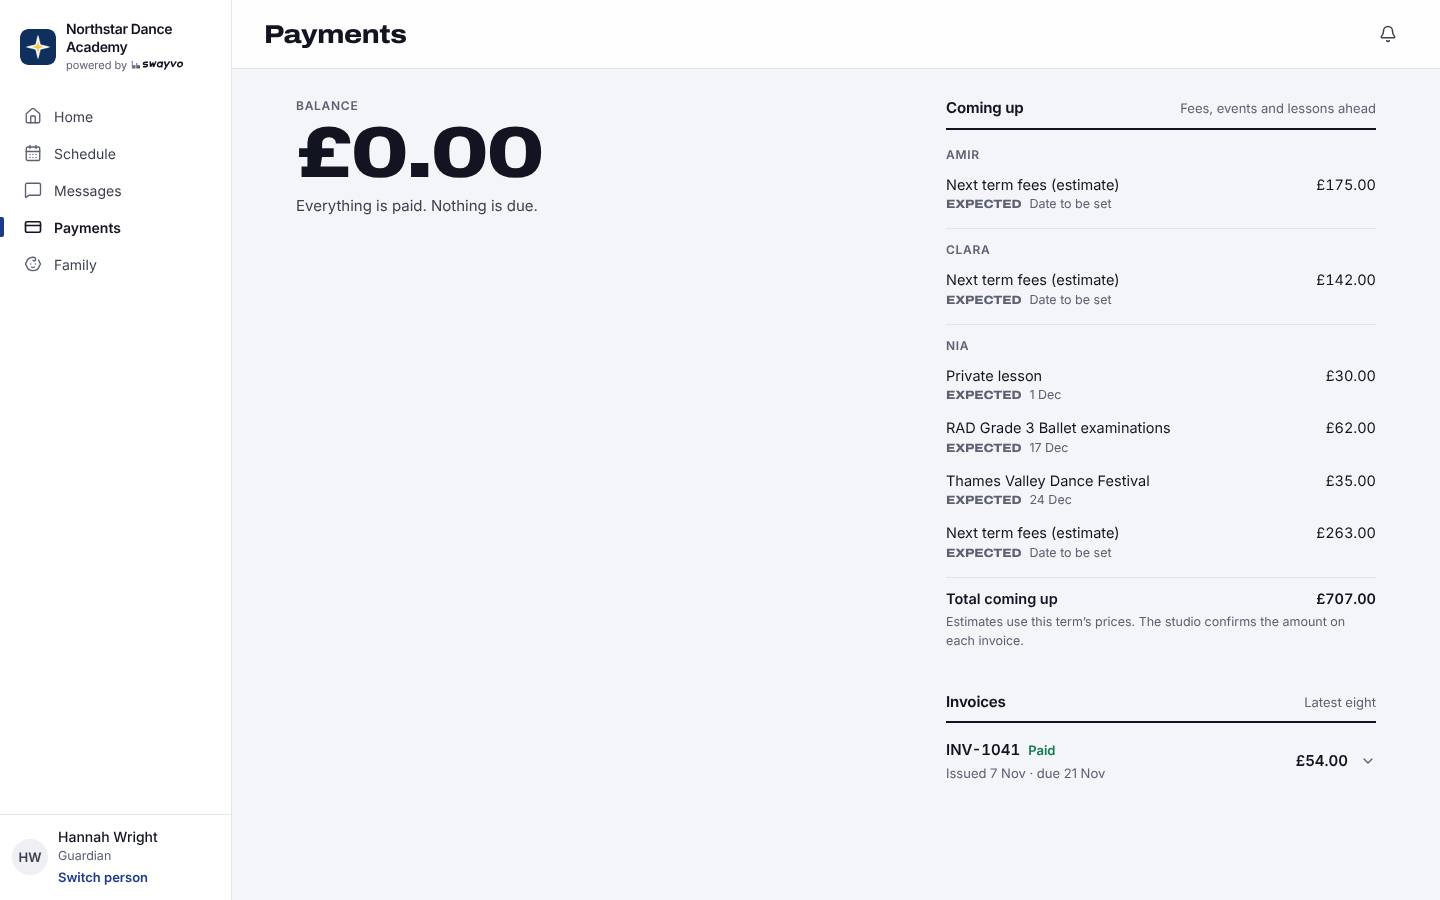 Northstar Dance
Academy
powered by swayvo
Home
Schedule
Messages
Payments
Family
Hannah Wright
HW
Guardian
Switch person
Payments
BALANCE
£0.00
Everything is paid. Nothing is due.
Coming up Fees, events and lessons ahead
AMIR
Next term fees (estimate) £175.00
EXPECTED Date to be set
CLARA
Next term fees (estimate) £142.00
EXPECTED Date to be set
NIA
Private lesson £30.00
EXPECTED 1 Dec
RAD Grade 3 Ballet examinations £62.00
EXPECTED 17 Dec
Thames Valley Dance Festival £35.00
EXPECTED 24 Dec
Next term fees (estimate) £263.00
EXPECTED Date to be set
Total coming up £707.00
Estimates use this term's prices. The studio confirms the amount on
each invoice.
Invoices Latest eight
INV-1041 Paid
£54.00
Issued 7 Nov · due 21 Nov